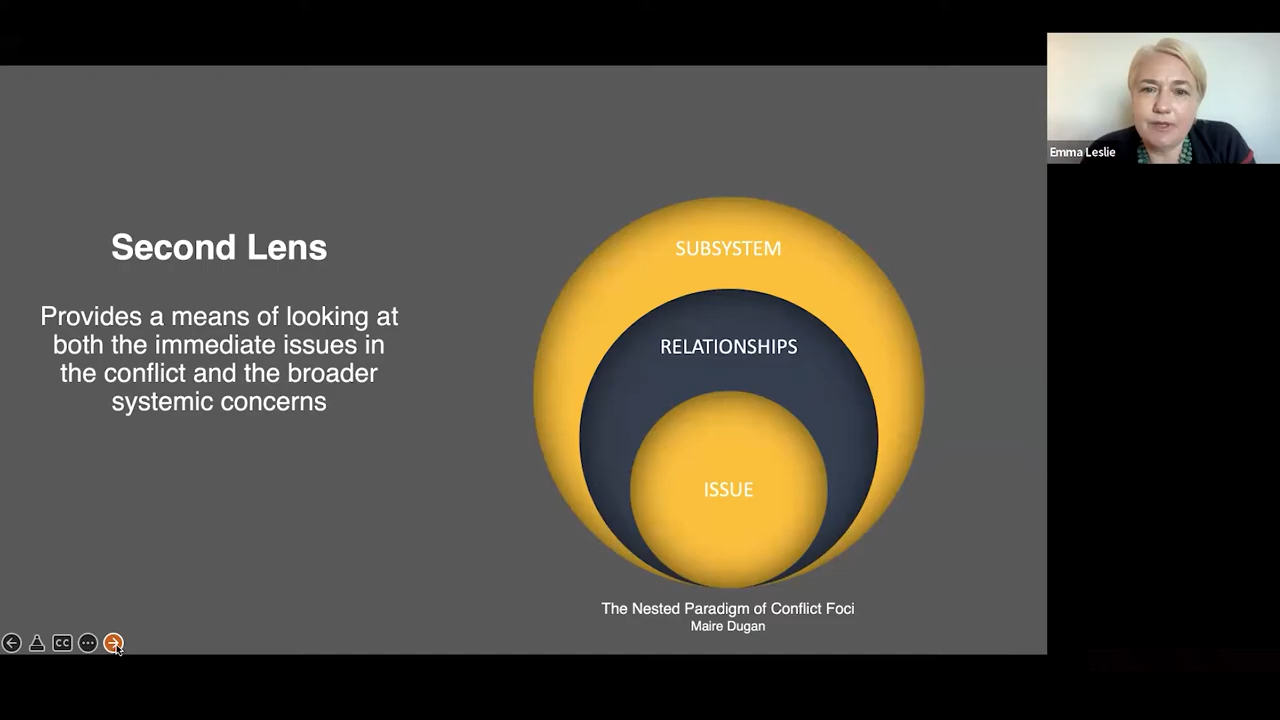 Second Lens
Provides a means of looking at
both the immediate issues in
the conflict and the broader
systemic concerns
SUBSYSTEM
RELATIONSHIPS
ISSUE
The Nested Paradigm of Conflict Foci
Maire Dugan
CC
Emma Leslie